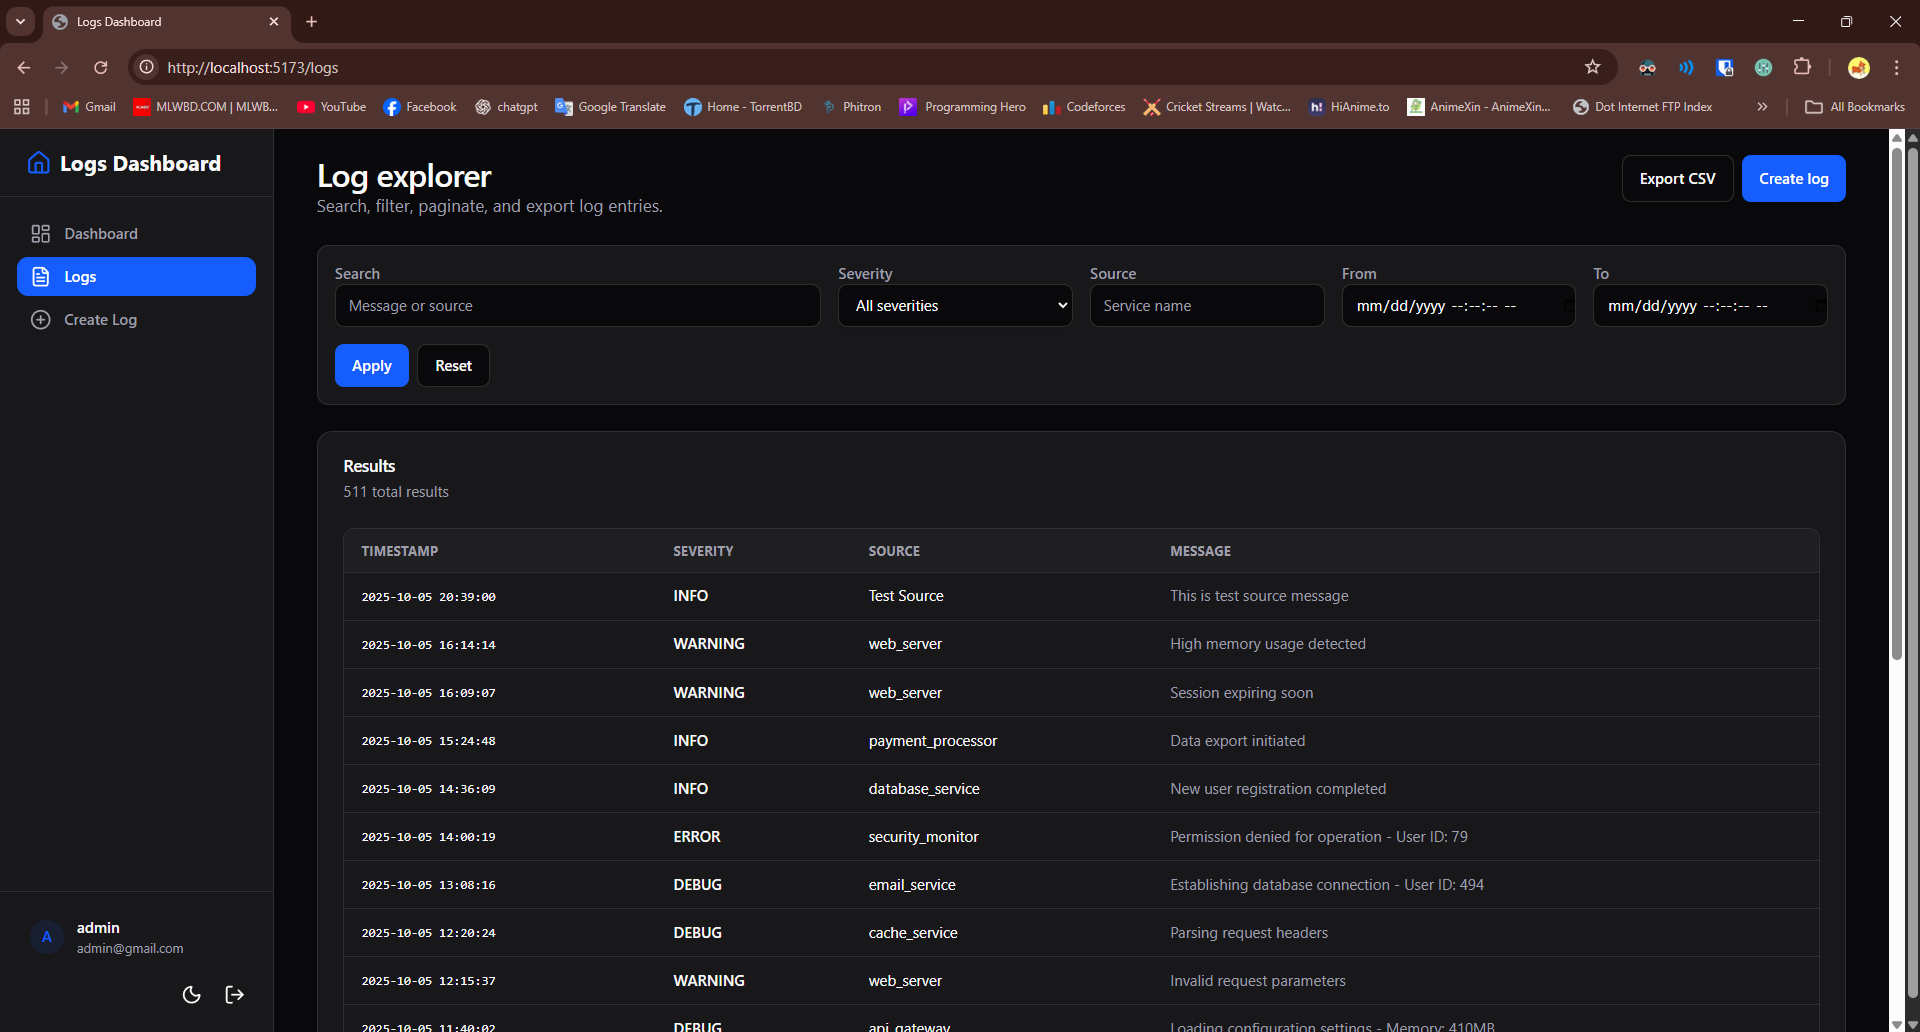 Logs Dashboard
http://localhost:5173/logs
Gmail
MLWBD.COM | MLWB...
YouTube
Facebook
chatgpt
Google Translate
Home - TorrentBD
Phitron
Programming Hero
Codeforces
Cricket Streams | Watc...
HiAnime.to
AnimeXin - AnimeXin...
Dot Internet FTP Index
All Bookmarks
Logs Dashboard
Dashboard
Logs
Create Log
Log explorer
Search, filter, paginate, and export log entries.
Export CSV
Create log
Search
Message or source
Severity
All severities
Source
Service name
From
mm/dd/yyyy --:--:-- --
To
mm/dd/yyyy --:--:-- --
Apply
Reset
Results
511 total results
TIMESTAMP SEVERITY SOURCE MESSAGE
2025-10-05 20:39:00 INFO Test Source This is test source message
2025-10-05 16:14:14 WARNING web_server High memory usage detected
2025-10-05 16:09:07 WARNING web_server Session expiring soon
2025-10-05 15:24:48 INFO payment_processor Data export initiated
2025-10-05 14:36:09 INFO database_service New user registration completed
2025-10-05 14:00:19 ERROR security_monitor Permission denied for operation - User ID: 79
2025-10-05 13:08:16 DEBUG email_service Establishing database connection - User ID: 494
2025-10-05 12:20:24 DEBUG cache_service Parsing request headers
2025-10-05 12:15:37 WARNING web_server Invalid request parameters
2025-10-05 11:40:02 DEBUG api_gateway Loading configuration settings - Memory: 410MB
A
admin
admin@gmail.com